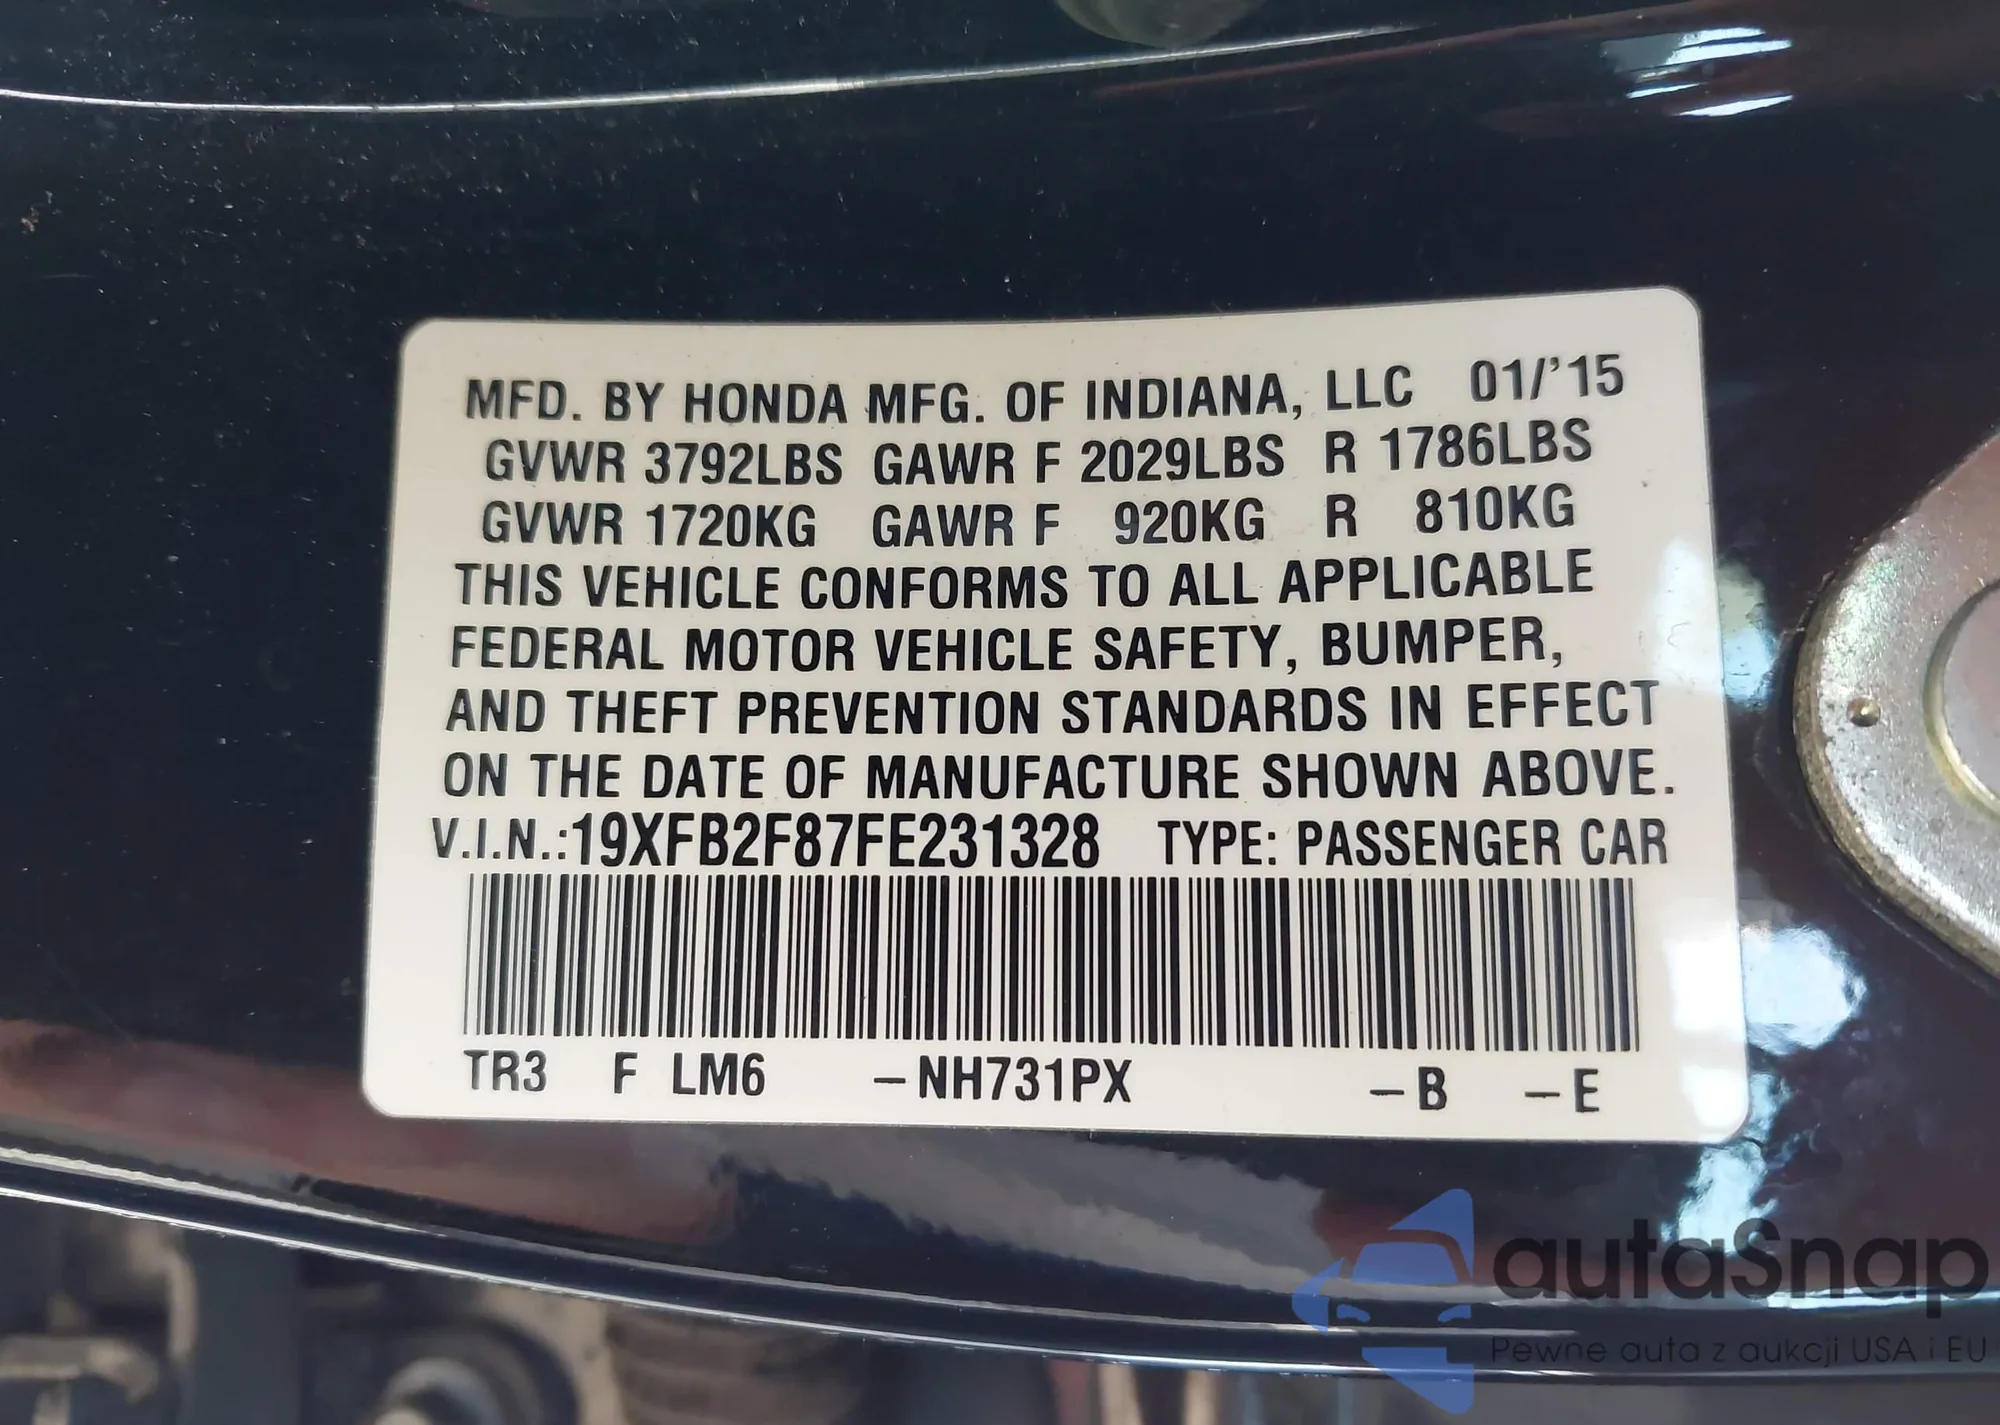 MFD. BY HONDA MFG. OF INDIANA, LLC 01/'15
GVWR 3792LBS GAWR F 2029LBS R 1786LBS
GVWR 1720KG GAWR F 920KG R 810KG
THIS VEHICLE CONFORMS TO ALL APPLICABLE
FEDERAL MOTOR VEHICLE SAFETY, BUMPER,
AND THEFT PREVENTION STANDARDS IN EFFECT
ON THE DATE OF MANUFACTURE SHOWN ABOVE.
V.I.N.:19XFB2F87FE231328 TYPE: PASSENGER CAR
TR3 F LM6 -NH731PX -B -E
autaSnap
Pewne auta z aukcji USA i EU